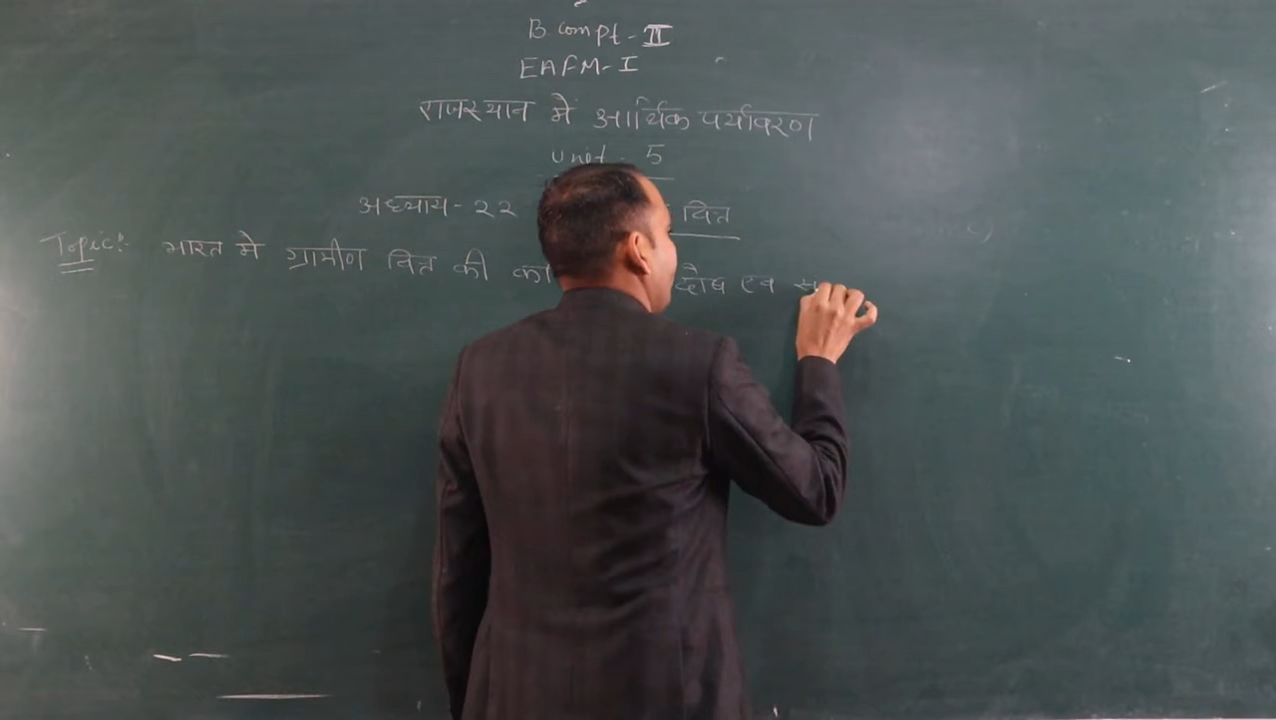 B.com pt - II
EAFM - I
राजस्थान में आर्थिक पर्यावरण
Unit - 5
अध्याय - २२ वित्त
Topic:- भारत मे ग्रामीण वित्त की दोष एव